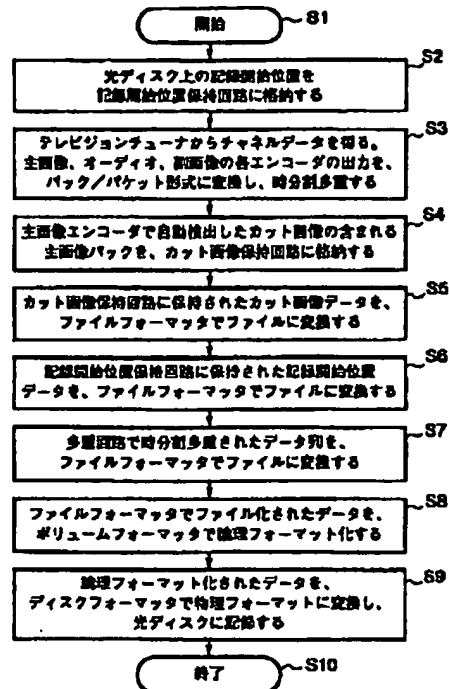 開始
S1
S2
光ディスク上の記録開始位置を
記録開始位置保持回路に格納する
S3
テレビジョンチューナからチャネルデータを得る。
主画像、オーディオ、副画像の各エンコーダの出力を、
パック/パケット形式に変換し、時分割多重する
S4
主画像エンコーダで自動検出したカット画像の含まれる
主画像パックを、カット画像保持回路に格納する
S5
カット画像保持回路に保持されたカット画像データを、
ファイルフォーマッタでファイルに変換する
S6
記録開始位置保持回路に保持された記録開始位置
データを、ファイルフォーマッタでファイルに変換する
S7
多重回路で時分割多重されたデータ列を、
ファイルフォーマッタでファイルに変換する
S8
ファイルフォーマッタでファイル化されたデータを、
ボリュームフォーマッタで論理フォーマット化する
S9
論理フォーマット化されたデータを、
ディスクフォーマッタで物理フォーマットに変換し、
光ディスクに記録する
終了
S10